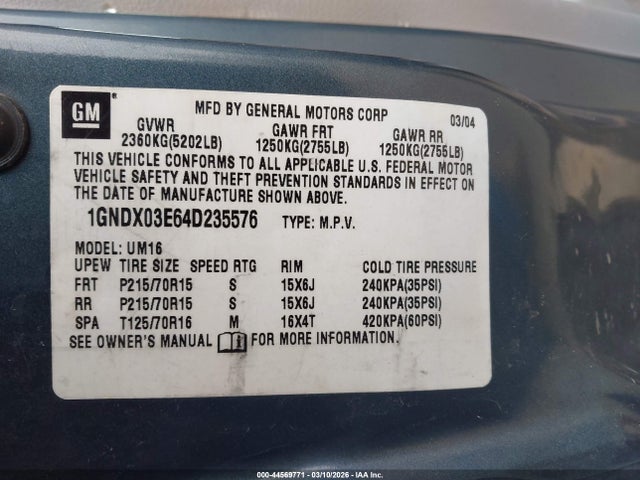 GM
MFD BY GENERAL MOTORS CORP 03/04
GVWR GAWR FRT GAWR RR
2360KG(5202LB) 1250KG(2755LB) 1250KG(2755LB)
THIS VEHICLE CONFORMS TO ALL APPLICABLE U.S. FEDERAL MOTOR
VEHICLE SAFETY AND THEFT PREVENTION STANDARDS IN EFFECT ON
THE DATE OF MANUFACTURE SHOWN ABOVE.
1GNDX03E64D235576 TYPE: M.P.V.
MODEL: UM16
UPEW TIRE SIZE SPEED RTG RIM COLD TIRE PRESSURE
FRT P215/70R15 S 15X6J 240KPA(35PSI)
RR P215/70R15 S 15X6J 240KPA(35PSI)
SPA T125/70R16 M 16X4T 420KPA(60PSI)
SEE OWNER'S MANUAL FOR MORE INFORMATION.
000-44569771 | 03/10/2026 | IAA Inc.